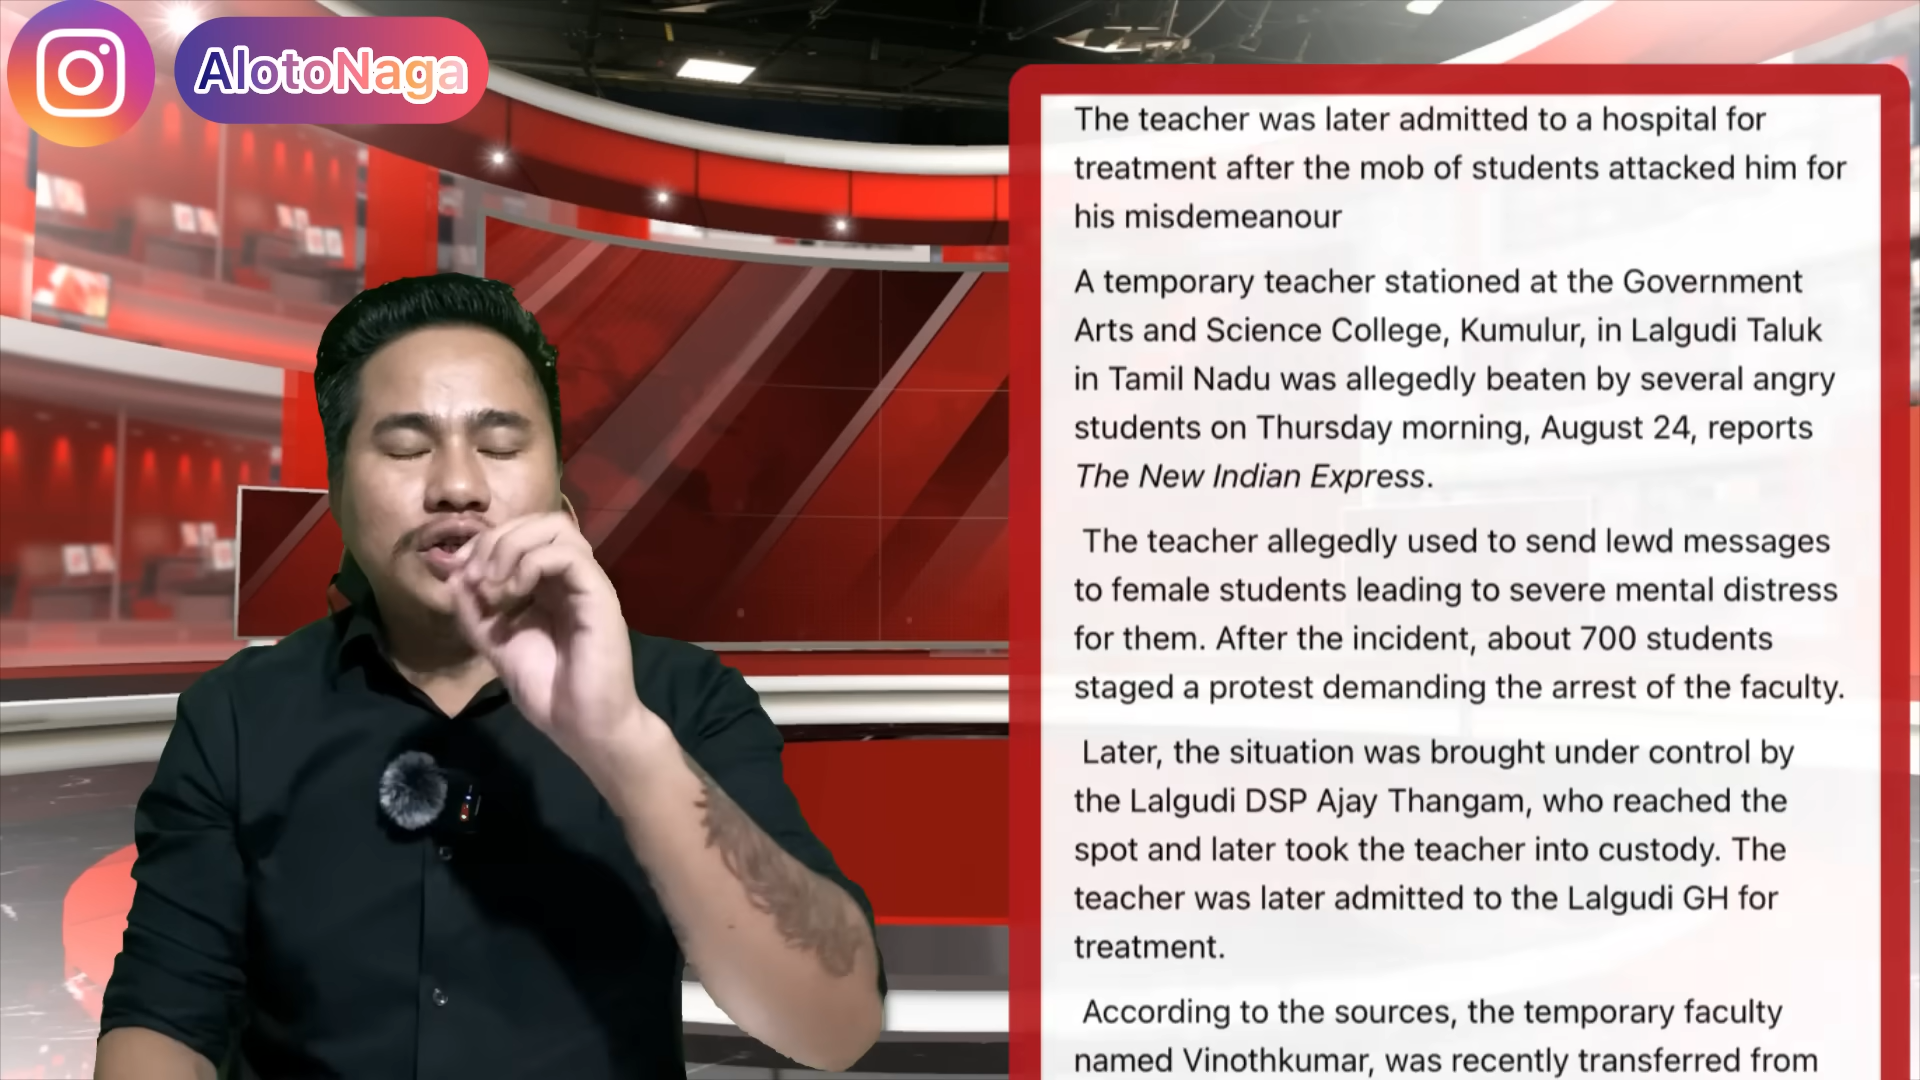 AlotoNaga
The teacher was later admitted to a hospital for
treatment after the mob of students attacked him for
his misdemeanour
A temporary teacher stationed at the Government
Arts and Science College, Kumulur, in Lalgudi Taluk
in Tamil Nadu was allegedly beaten by several angry
students on Thursday morning, August 24, reports
The New Indian Express.
The teacher allegedly used to send lewd messages
to female students leading to severe mental distress
for them. After the incident, about 700 students
staged a protest demanding the arrest of the faculty.
Later, the situation was brought under control by
the Lalgudi DSP Ajay Thangam, who reached the
spot and later took the teacher into custody. The
teacher was later admitted to the Lalgudi GH for
treatment.
According to the sources, the temporary faculty
named Vinothkumar, was recently transferred from